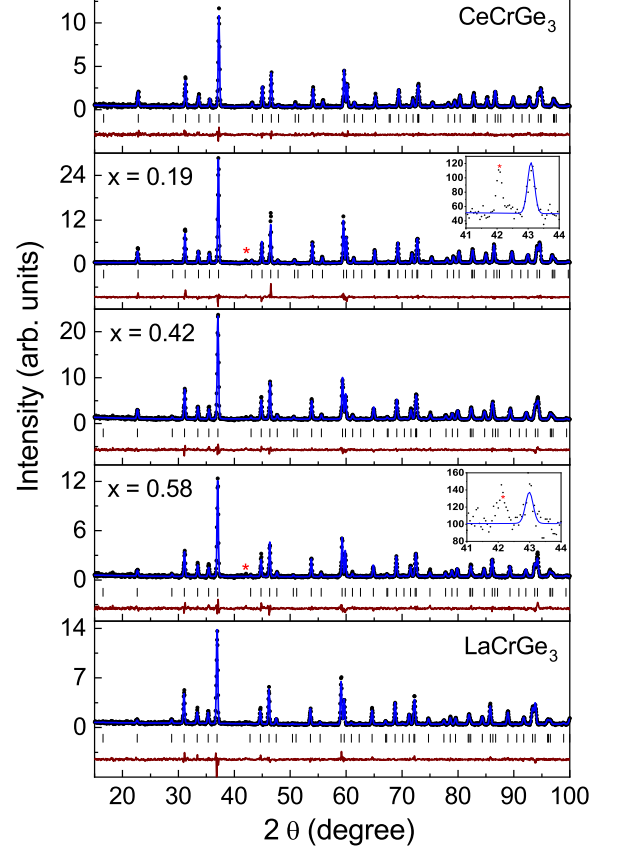 CeCrGe3
10
5
0
x = 0.19
24
12
0
*
*
120
100
80
60
40
41 42 43 44
x = 0.42
20
10
0
x = 0.58
12
6
0
*
*
160
140
120
100
80
41 42 43 44
LaCrGe3
14
7
0
20 30 40 50 60 70 80 90 100
2 θ (degree)
Intensity (arb. units)